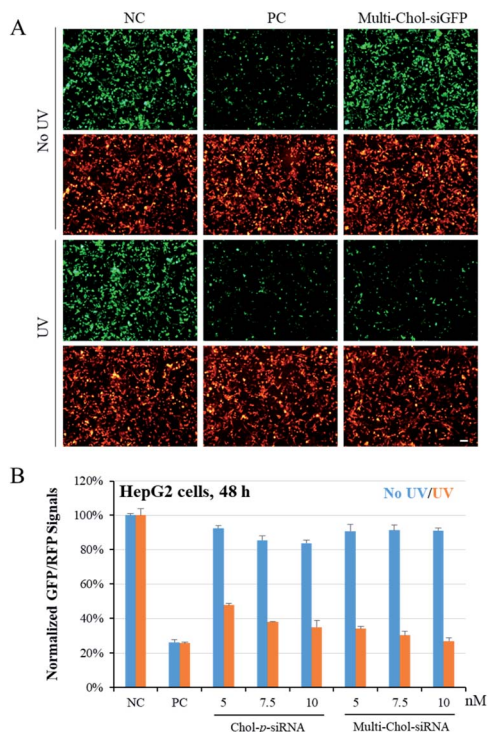 A
NC PC Multi-Chol-siGFP
No UV
UV
B
HepG2 cells, 48 h No UV/UV
Normalized GFP/RFP Signals
120%
100%
80%
60%
40%
20%
0%
NC PC 5 7.5 10 5 7.5 10 nM
Chol-p-siRNA Multi-Chol-siRNA